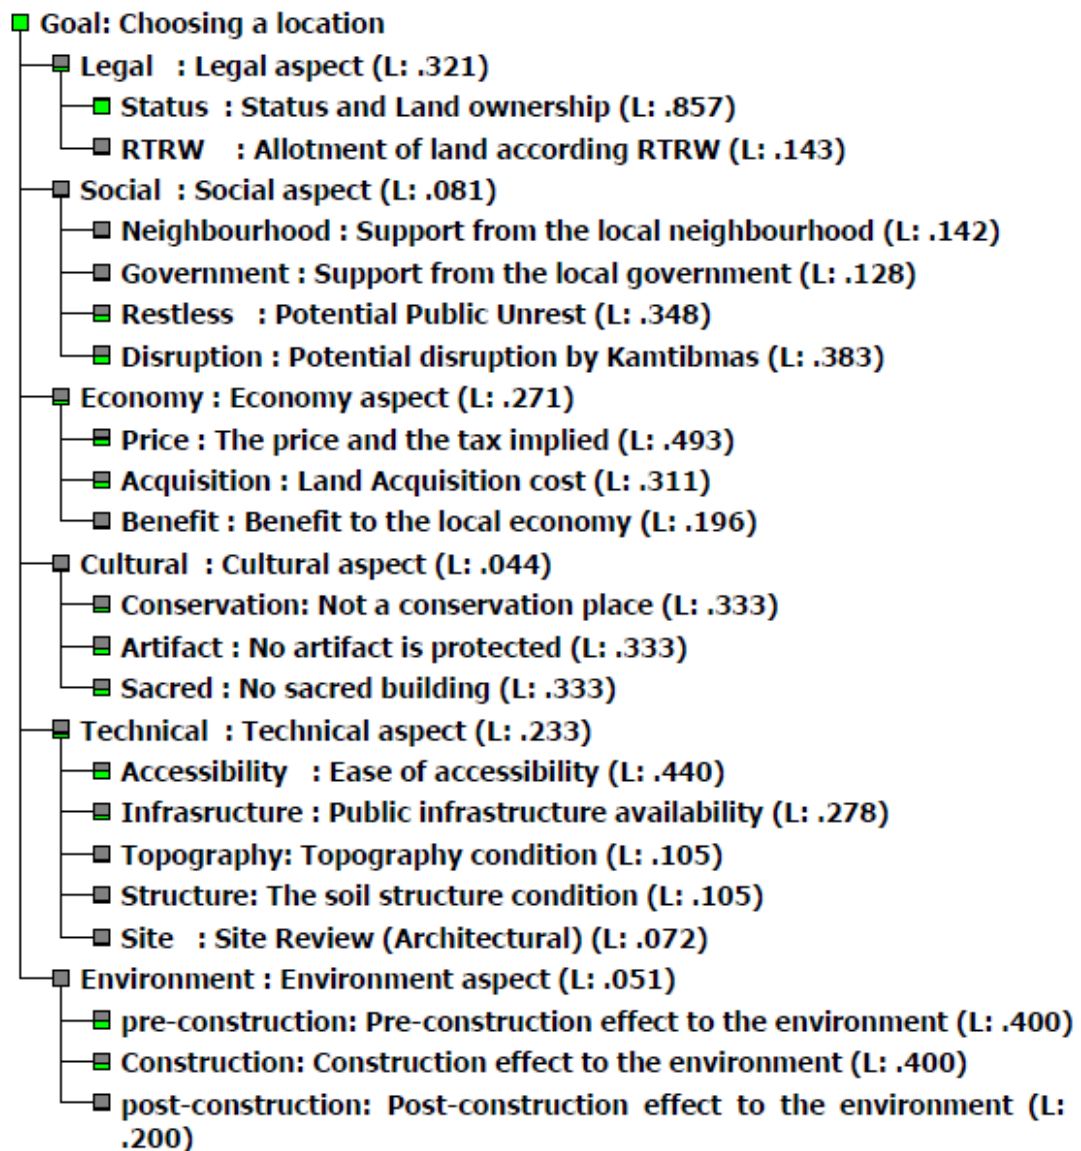 Goal: Choosing a location
Legal : Legal aspect (L: .321)
Status : Status and Land ownership (L: .857)
RTRW : Allotment of land according RTRW (L: .143)
Social : Social aspect (L: .081)
Neighbourhood : Support from the local neighbourhood (L: .142)
Government : Support from the local government (L: .128)
Restless : Potential Public Unrest (L: .348)
Disruption : Potential disruption by Kamtibmas (L: .383)
Economy : Economy aspect (L: .271)
Price : The price and the tax implied (L: .493)
Acquisition : Land Acquisition cost (L: .311)
Benefit : Benefit to the local economy (L: .196)
Cultural : Cultural aspect (L: .044)
Conservation: Not a conservation place (L: .333)
Artifact : No artifact is protected (L: .333)
Sacred : No sacred building (L: .333)
Technical : Technical aspect (L: .233)
Accessibility : Ease of accessibility (L: .440)
Infrasructure : Public infrastructure availability (L: .278)
Topography: Topography condition (L: .105)
Structure: The soil structure condition (L: .105)
Site : Site Review (Architectural) (L: .072)
Environment : Environment aspect (L: .051)
pre-construction: Pre-construction effect to the environment (L: .400)
Construction: Construction effect to the environment (L: .400)
post-construction: Post-construction effect to the environment (L:
.200)